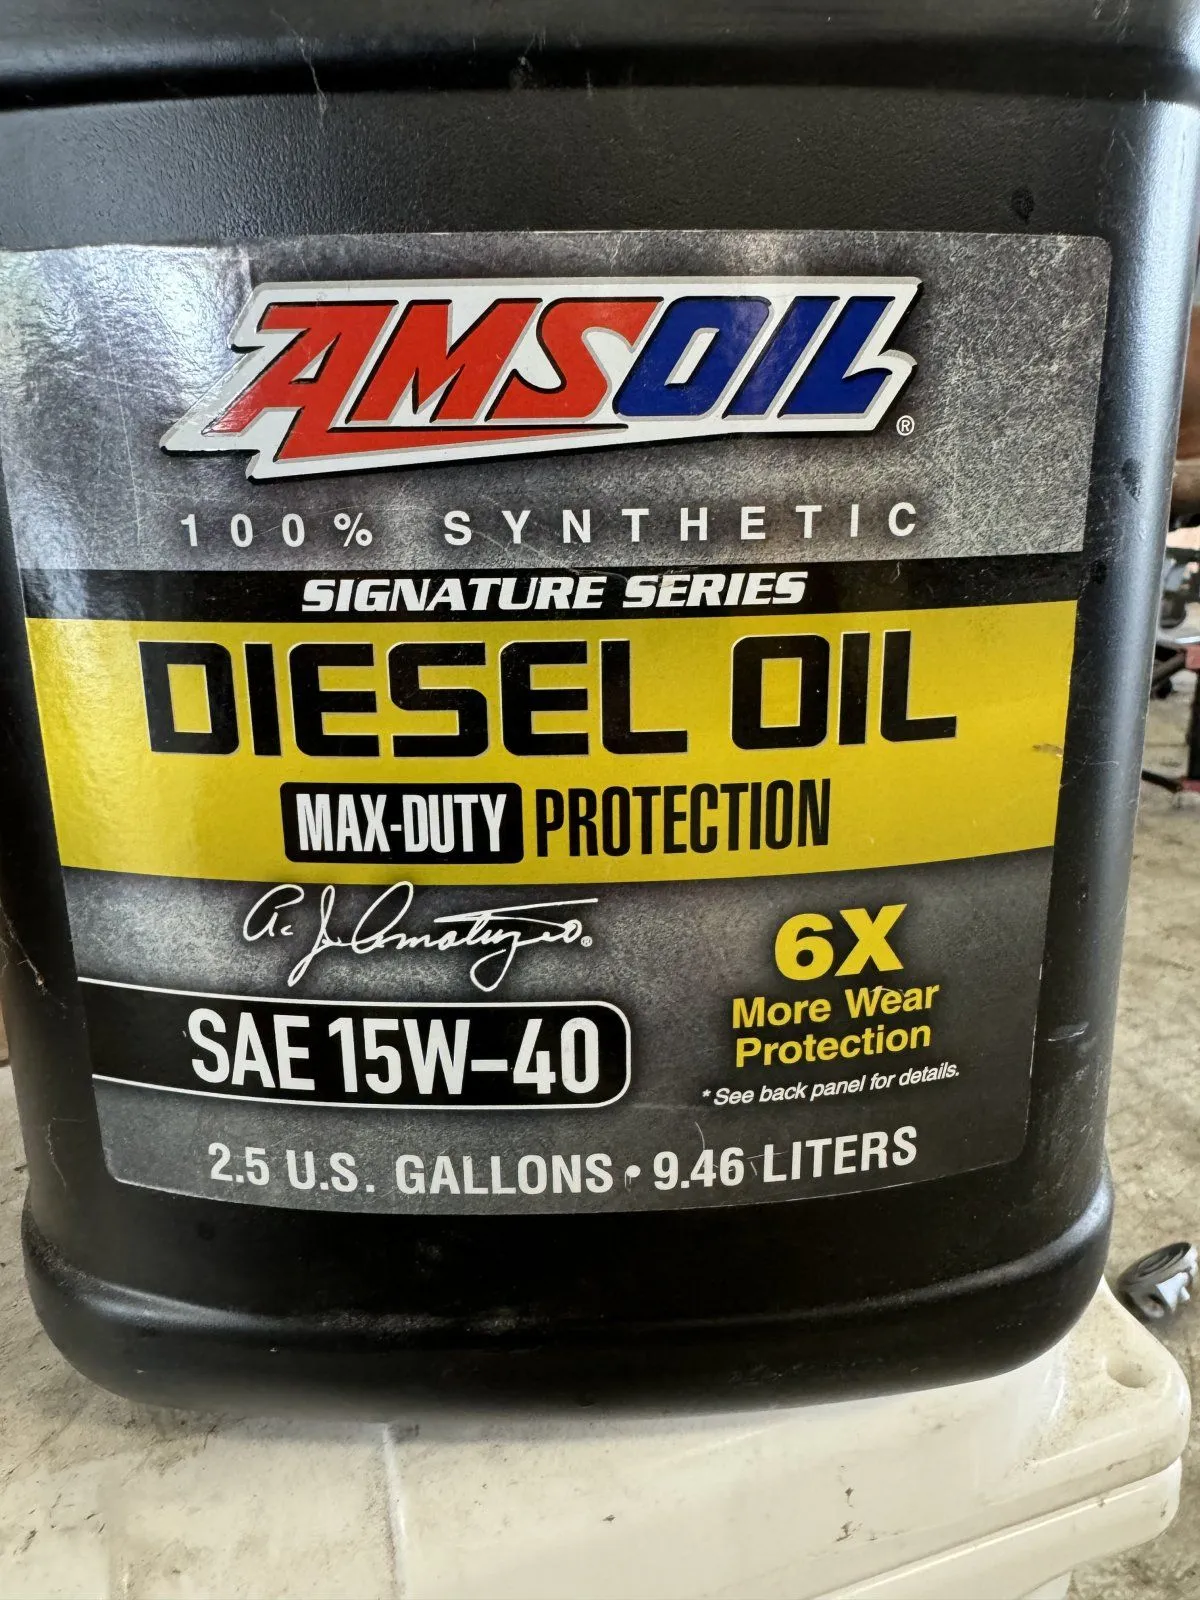 AMSOIL®
100% SYNTHETIC
SIGNATURE SERIES
DIESEL OIL
MAX-DUTY PROTECTION
A. J. Amatuzio®
6X
More Wear
Protection
*See back panel for details.
SAE 15W-40
2.5 U.S. GALLONS • 9.46 LITERS